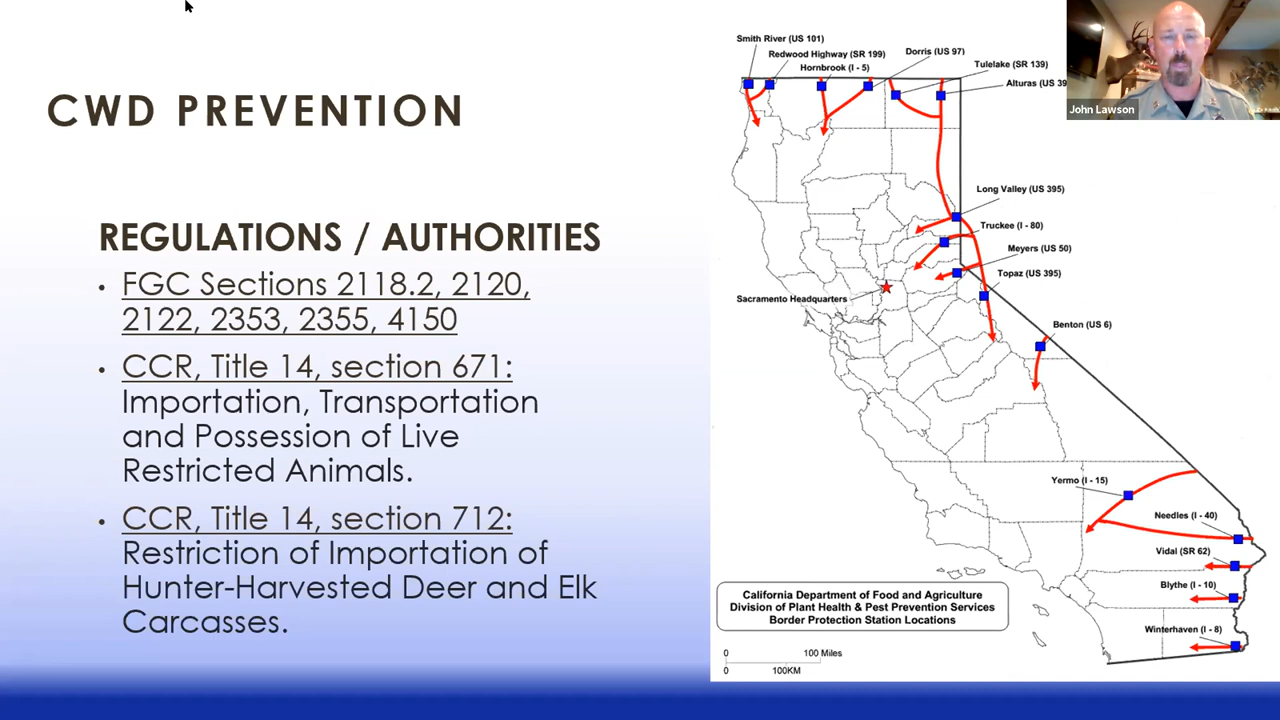 CWD PREVENTION
REGULATIONS / AUTHORITIES
• FGC Sections 2118.2, 2120,
2122, 2353, 2355, 4150
• CCR, Title 14, section 671:
Importation, Transportation
and Possession of Live
Restricted Animals.
• CCR, Title 14, section 712:
Restriction of Importation of
Hunter-Harvested Deer and Elk
Carcasses.
Smith River (US 101)
Redwood Highway (SR 199)
Hornbrook (I - 5)
Dorris (US 97)
Tulelake (SR 139)
Alturas (US 39
Long Valley (US 395)
Truckee (I - 80)
Meyers (US 50)
Topaz (US 395)
Sacramento Headquarters
Benton (US 6)
Yermo (I - 15)
Needles (I - 40)
Vidal (SR 62)
Blythe (I - 10)
Winterhaven (I - 8)
California Department of Food and Agriculture
Division of Plant Health & Pest Prevention Services
Border Protection Station Locations
0 100 Miles
0 100KM
John Lawson